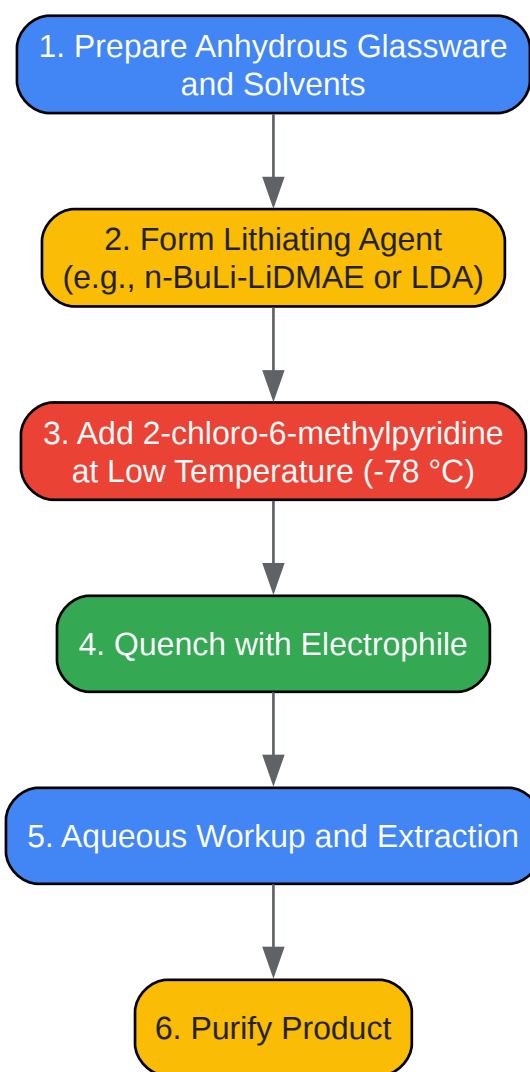 1. Prepare Anhydrous Glassware
and Solvents
2. Form Lithiating Agent
(e.g., n-BuLi-LiDMAE or LDA)
3. Add 2-chloro-6-methylpyridine
at Low Temperature (-78 °C)
4. Quench with Electrophile
5. Aqueous Workup and Extraction
6. Purify Product